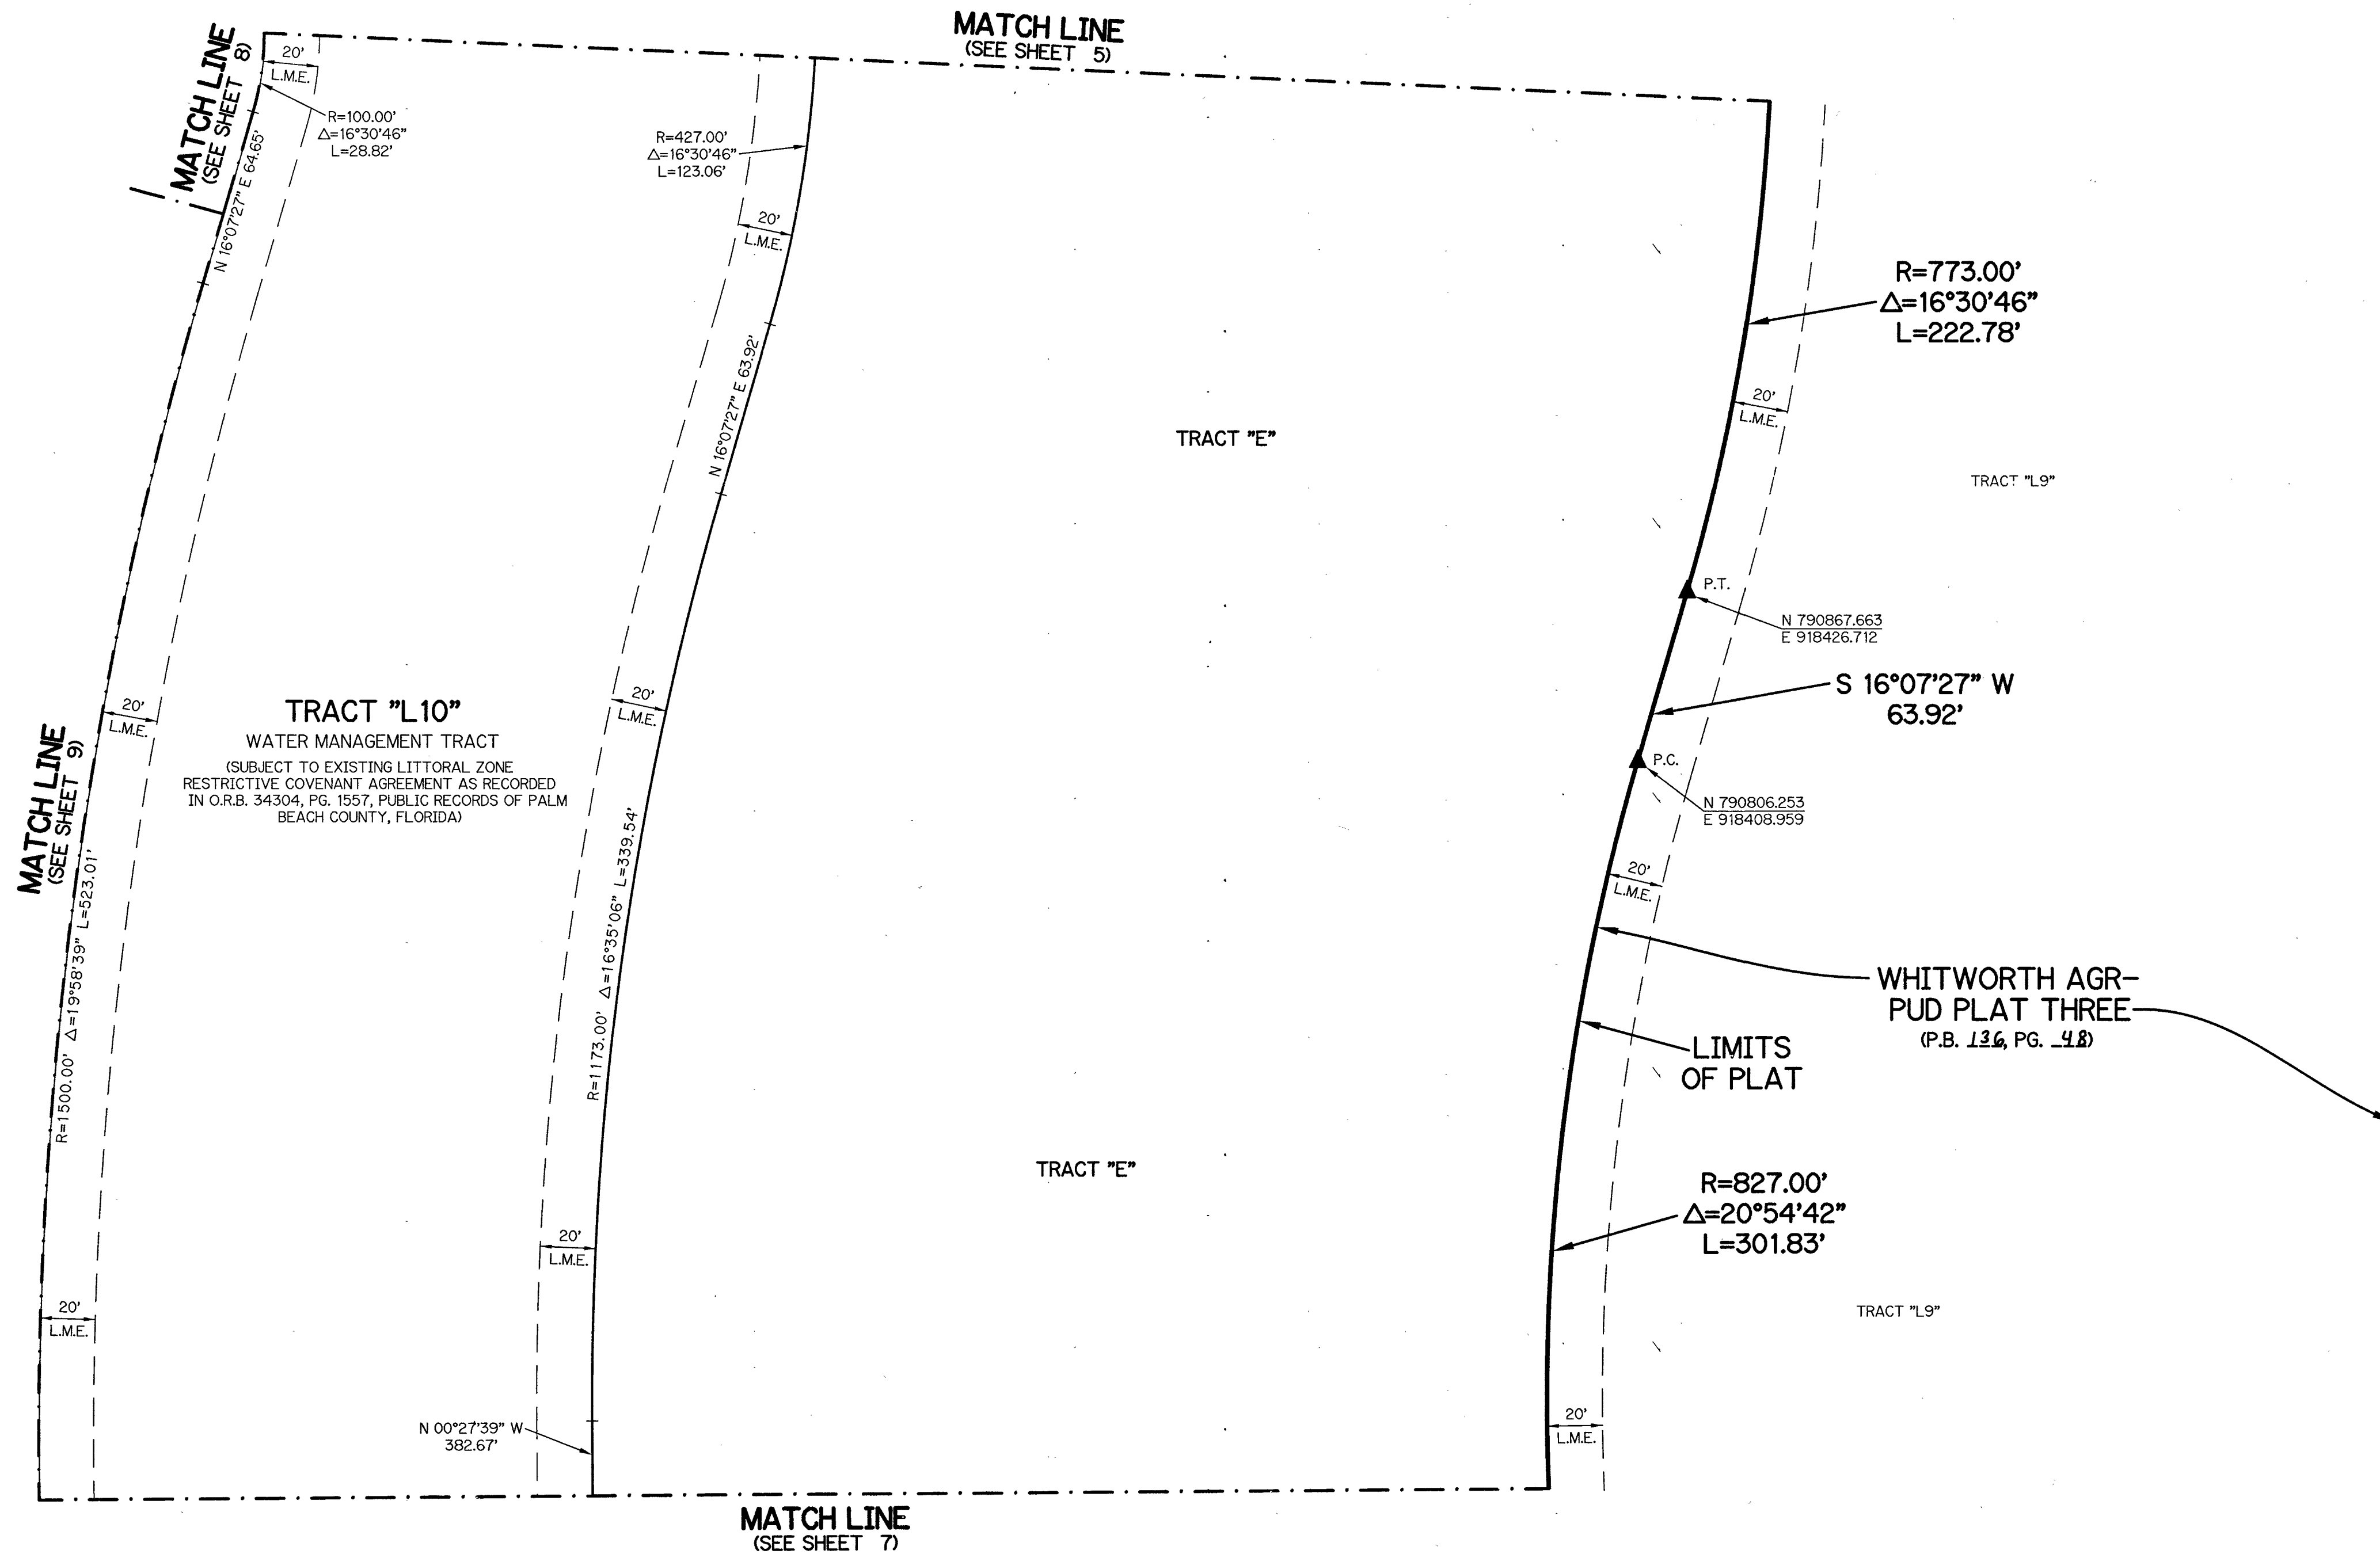 MATCH LINE
(SEE SHEET 5)
MATCH LINE
(SEE SHEET 8)
20'
L.M.E.
R=100.00'
Δ=16°30'46"
L=28.82'
N 16°07'27" E 64.65'
R=427.00'
Δ=16°30'46"
L=123.06'
20'
L.M.E.
N 16°07'27" E 63.92'
R=773.00'
Δ=16°30'46"
L=222.78'
20'
L.M.E.
TRACT "E"
TRACT "L9"
P.T.
N 790867.663
E 918426.712
S 16°07'27" W
63.92'
P.C.
N 790806.253
E 918408.959
20'
L.M.E.
20'
L.M.E.
TRACT "L10"
WATER MANAGEMENT TRACT
(SUBJECT TO EXISTING LITTORAL ZONE
RESTRICTIVE COVENANT AGREEMENT AS RECORDED
IN O.R.B. 34304, PG. 1557, PUBLIC RECORDS OF PALM
BEACH COUNTY, FLORIDA)
MATCH LINE
(SEE SHEET 9)
R=1500.00' Δ=19°58'39" L=523.01'
R=1173.00' Δ=16°35'06" L=339.54'
20'
L.M.E.
WHITWORTH AGR-
PUD PLAT THREE
(P.B. 136, PG. 48)
LIMITS
OF PLAT
TRACT "E"
R=827.00'
Δ=20°54'42"
L=301.83'
20'
L.M.E.
20'
L.M.E.
TRACT "L9"
N 00°27'39" W
382.67'
20'
L.M.E.
MATCH LINE
(SEE SHEET 7)